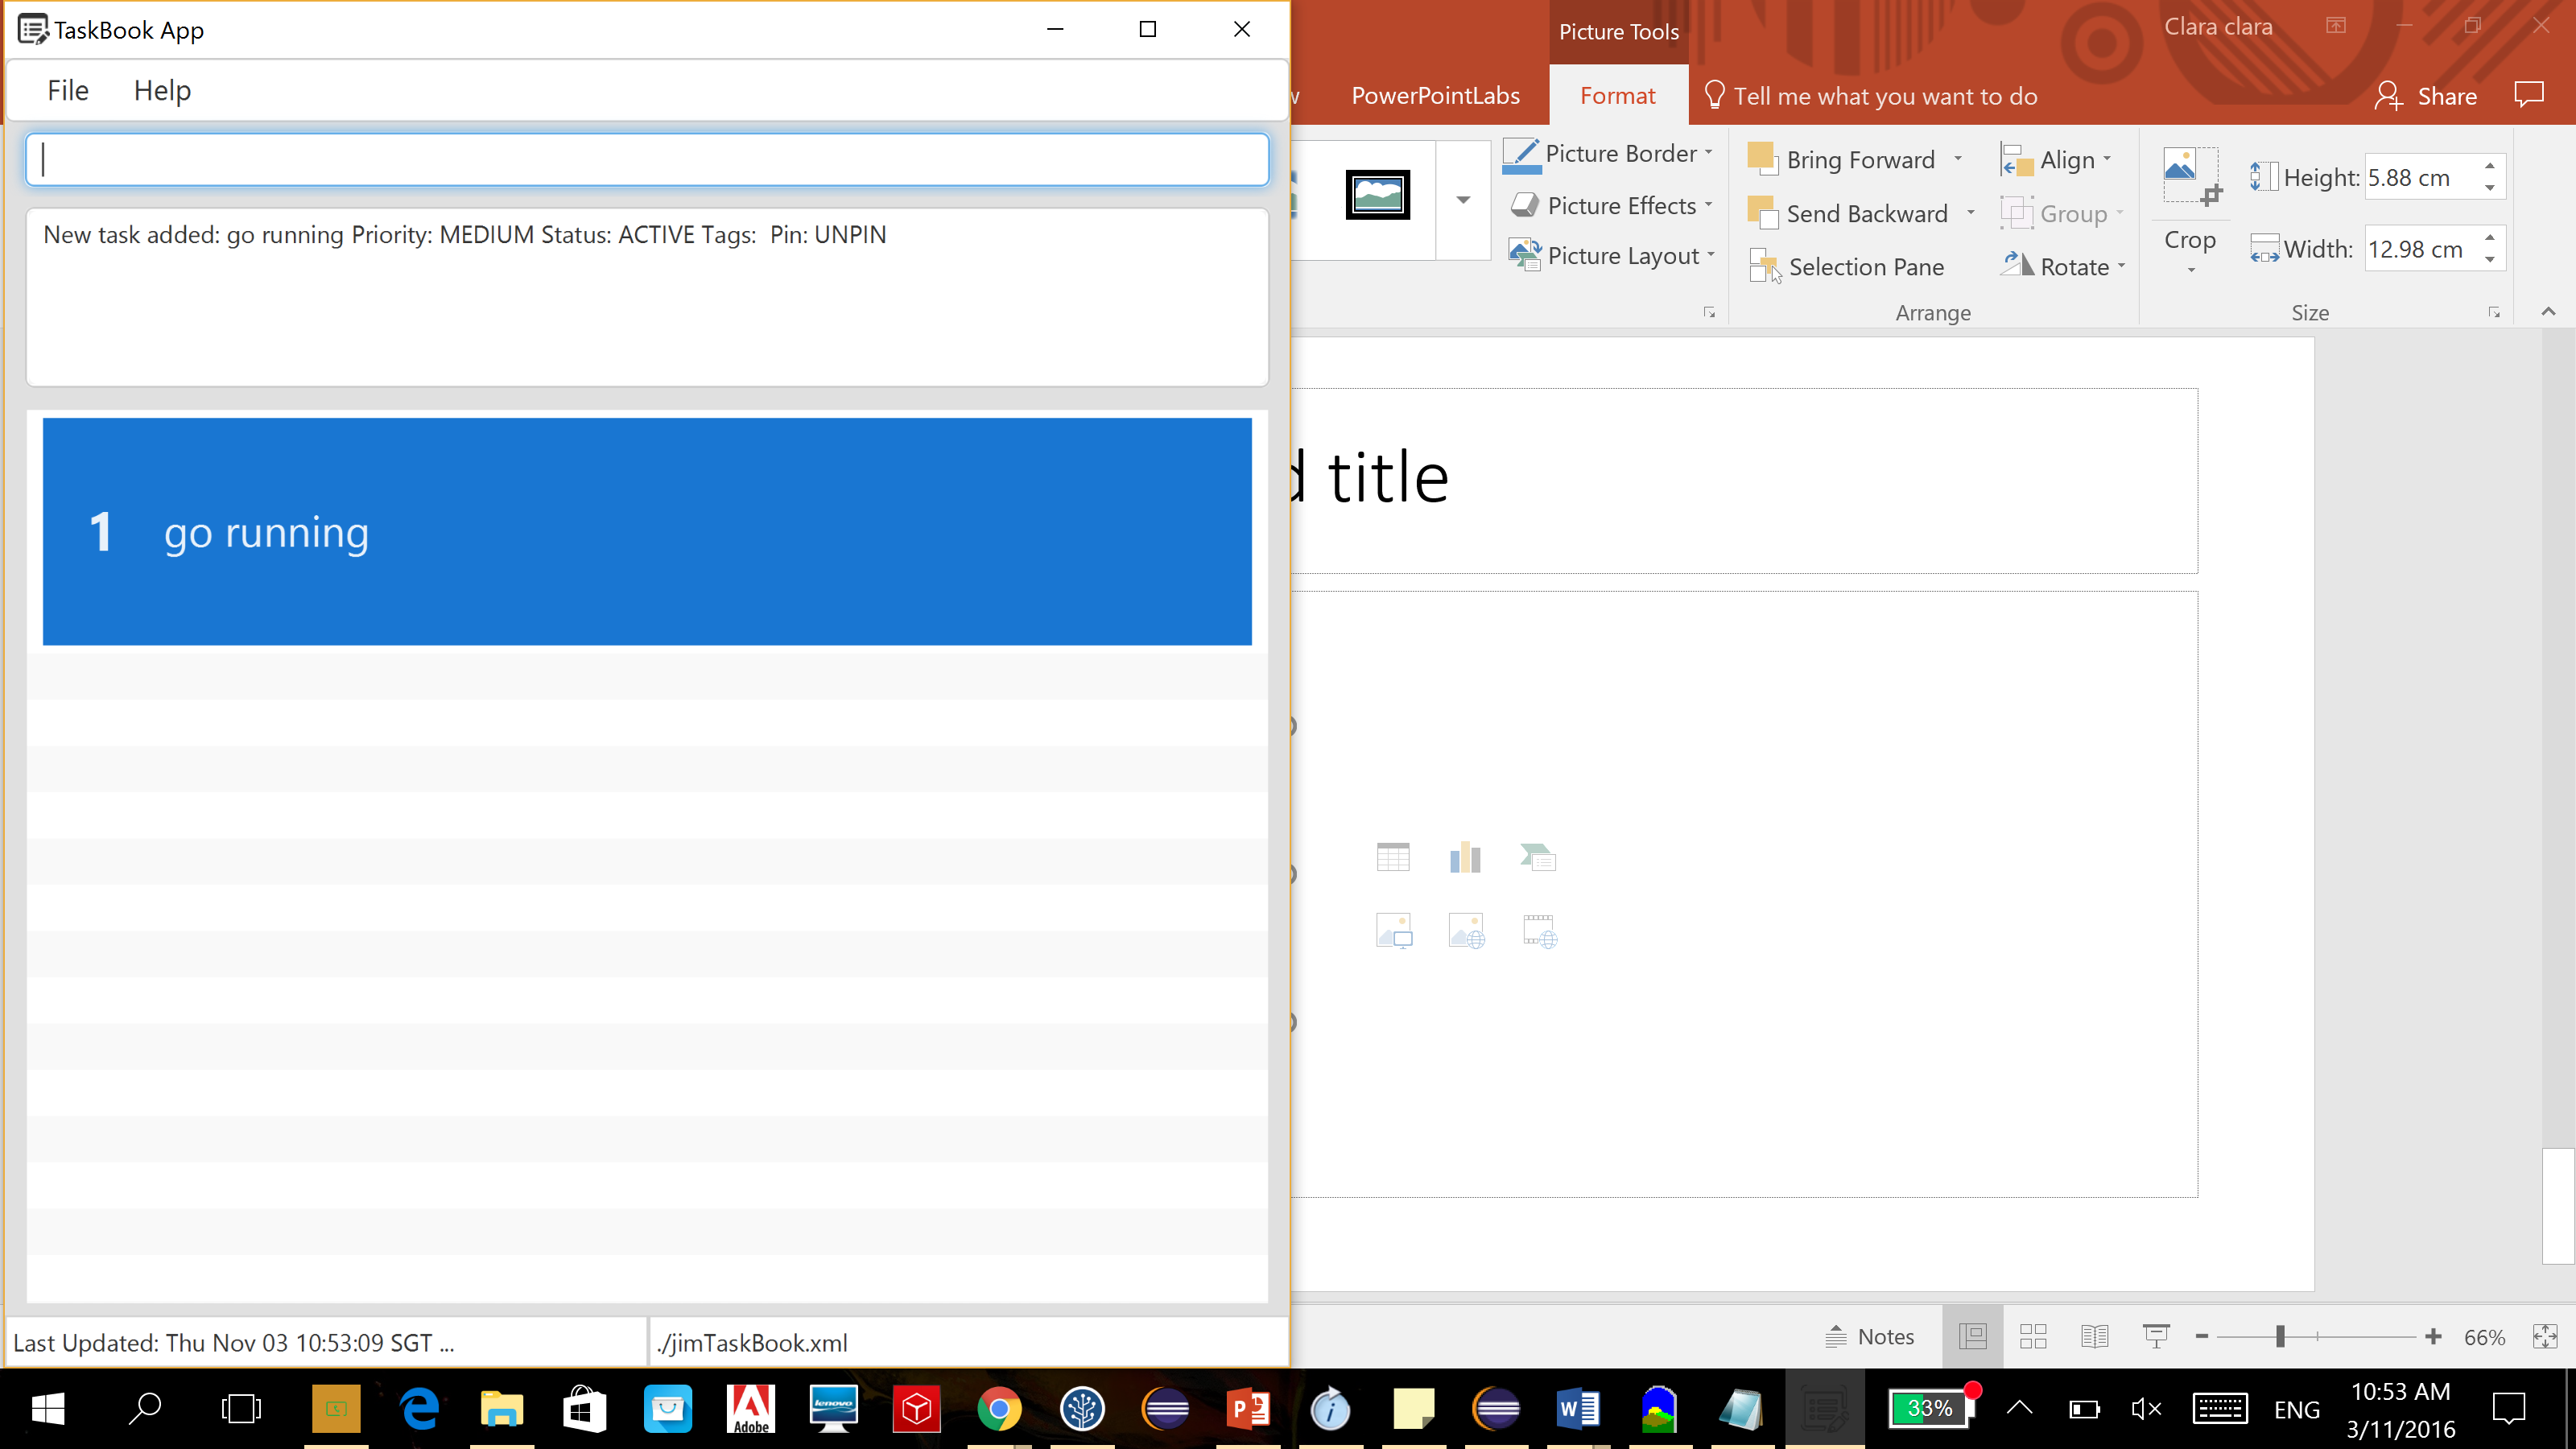 TaskBook App
File Help
New task added: go running Priority: MEDIUM Status: ACTIVE Tags:  Pin: UNPIN
1 go running
Last Updated: Thu Nov 03 10:53:09 SGT ...
./jimTaskBook.xml
Picture Tools
Clara clara
PowerPointLabs
Format
Tell me what you want to do
Share
Picture Border
Picture Effects
Picture Layout
Bring Forward
Send Backward
Selection Pane
Align
Group
Rotate
Arrange
Crop
Height: 5.88 cm
Width: 12.98 cm
Size
title
Notes
66%
Adobe
lenovo
33%
ENG
10:53 AM
3/11/2016